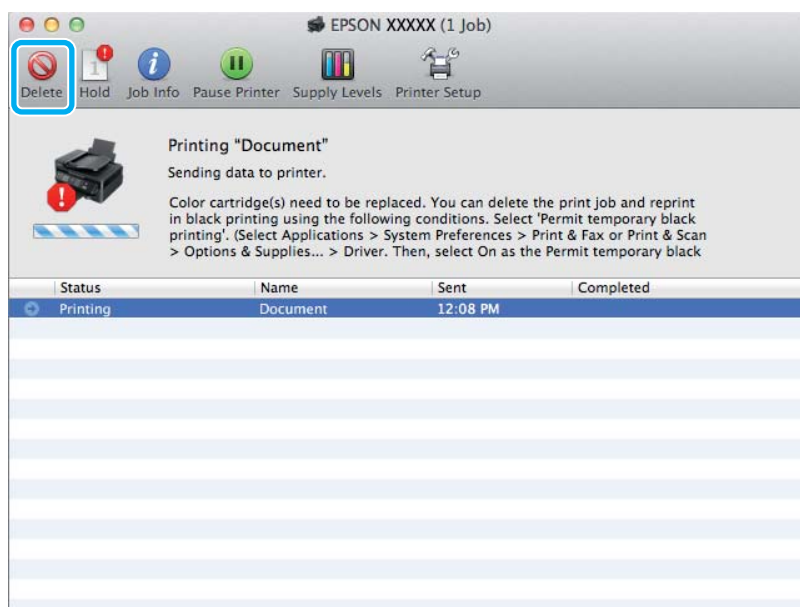 EPSON XXXXX (1 Job)
1
Delete Hold Job Info Pause Printer Supply Levels Printer Setup
Printing "Document"
Sending data to printer.
Color cartridge(s) need to be replaced. You can delete the print job and reprint
in black printing using the following conditions. Select 'Permit temporary black
printing'. (Select Applications > System Preferences > Print & Fax or Print & Scan
> Options & Supplies... > Driver. Then, select On as the Permit temporary black
Status Name Sent Completed
Printing Document 12:08 PM